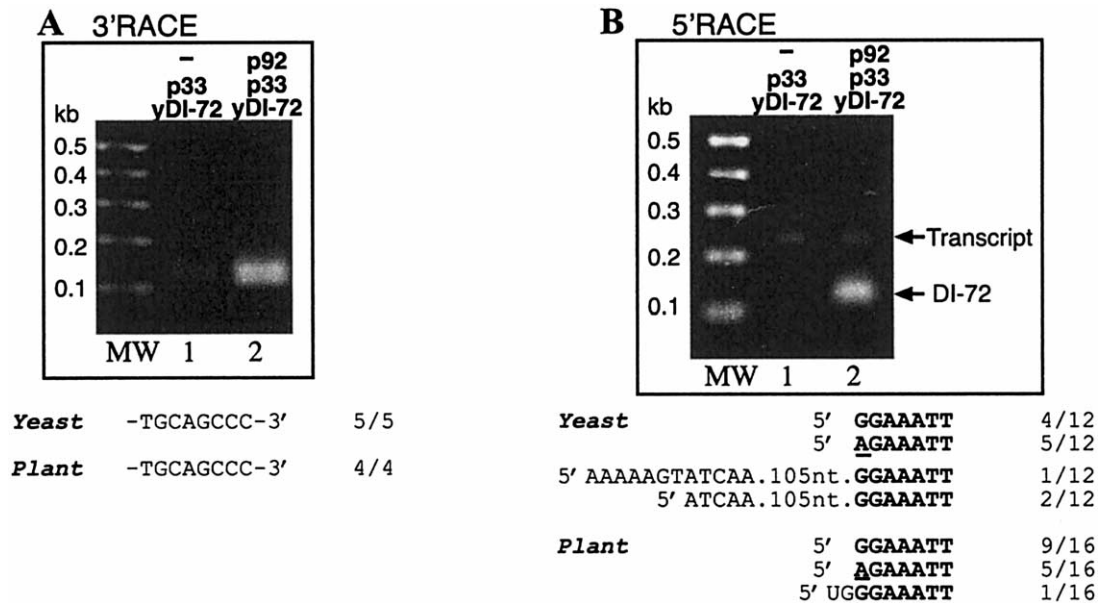 A 3'RACE
– p92
p33 p33
kb yDI-72 yDI-72
0.5
0.4
0.3
0.2
0.1
MW 1 2
Yeast -TGCAGCCC-3' 5/5
Plant -TGCAGCCC-3' 4/4
B 5'RACE
– p92
p33 p33
kb yDI-72 yDI-72
0.5
0.4
0.3
0.2
0.1
Transcript
DI-72
MW 1 2
Yeast 5' GGAAATT 4/12
5' AGAAATT 5/12
5' AAAAAGTATCAA.105nt.GGAAATT 1/12
5' ATCAA.105nt.GGAAATT 2/12
Plant 5' GGAAATT 9/16
5' AGAAATT 5/16
5' UGGGAAATT 1/16